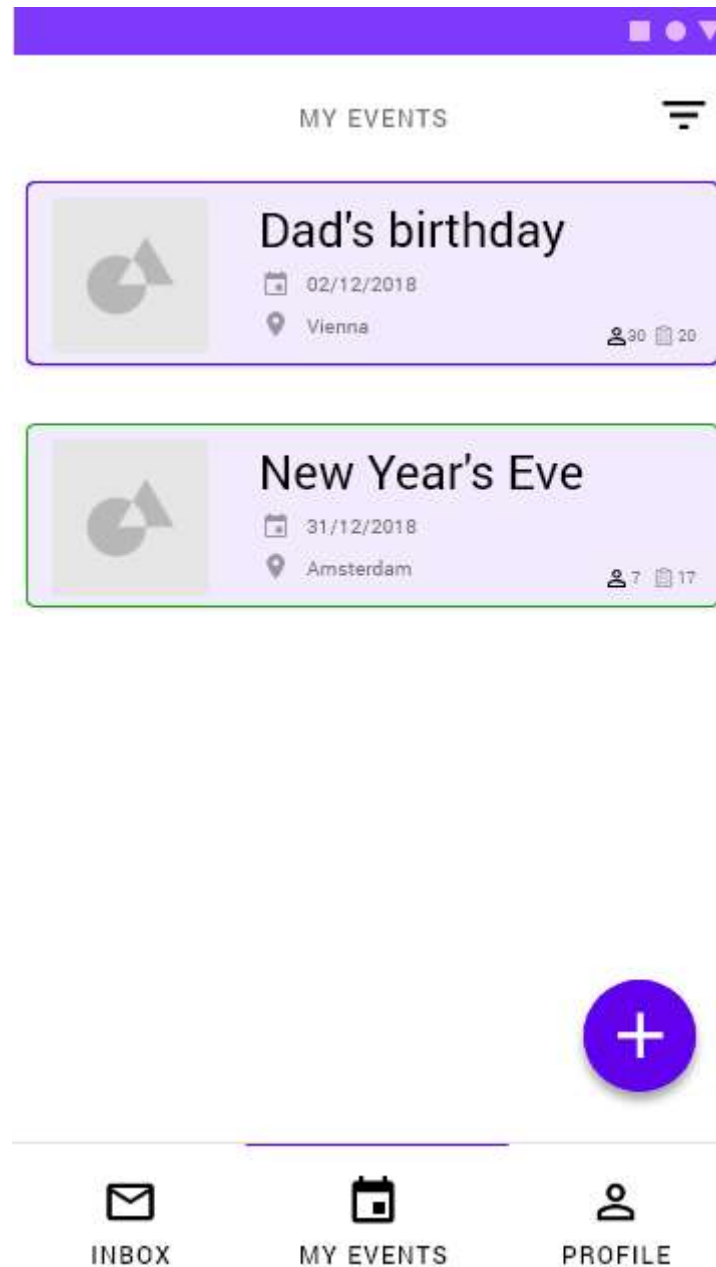 MY EVENTS
Dad's birthday
02/12/2018
Vienna
30 20
New Year's Eve
31/12/2018
Amsterdam
7 17
INBOX MY EVENTS PROFILE